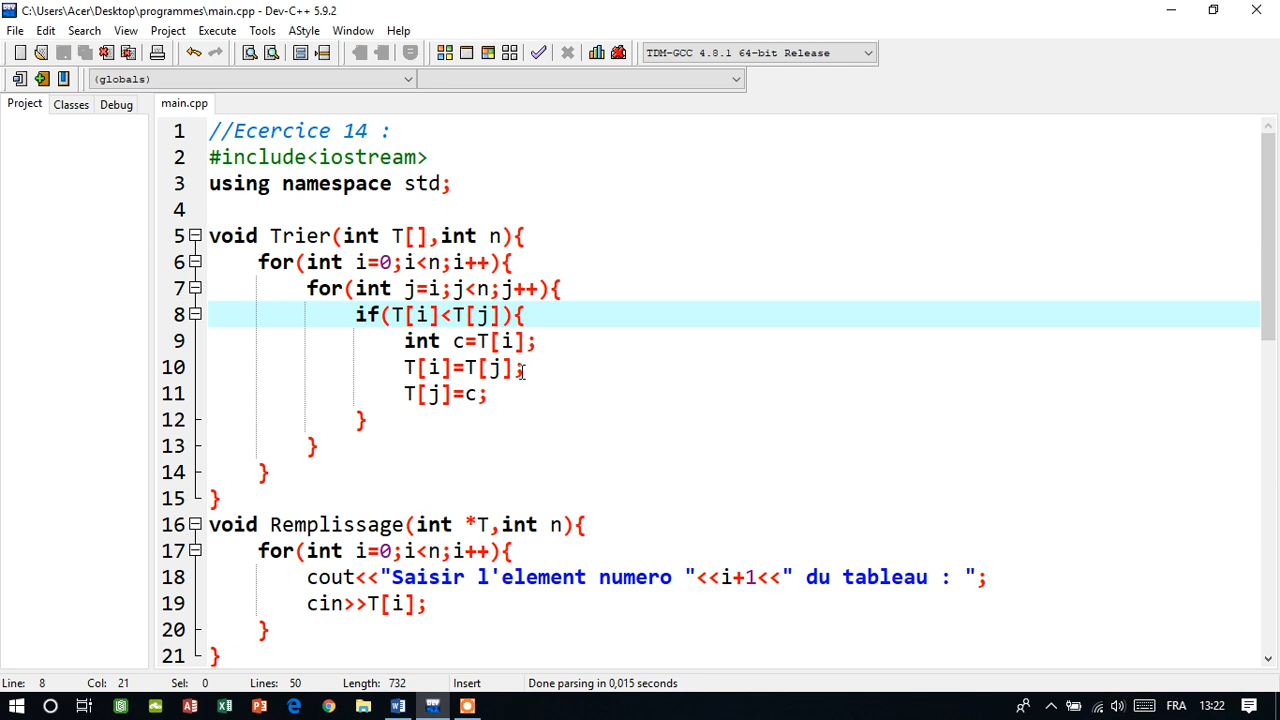 C:\Users\Acer\Desktop\programmes\main.cpp - Dev-C++ 5.9.2
File Edit Search View Project Execute Tools AStyle Window Help
TDM-GCC 4.8.1 64-bit Release
(globals)
Project Classes Debug main.cpp
1 //Ecercice 14 :
2 #include<iostream>
3 using namespace std;
4
5 void Trier(int T[],int n){
6 for(int i=0;i<n;i++){
7 for(int j=i;j<n;j++){
8 if(T[i]<T[j]){
9 int c=T[i];
10 T[i]=T[j];
11 T[j]=c;
12 }
13 }
14 }
15 }
16 void Remplissage(int *T,int n){
17 for(int i=0;i<n;i++){
18 cout<<"Saisir l'element numero "<<i+1<<" du tableau : ";
19 cin>>T[i];
20 }
21 }
Line: 8 Col: 21 Sel: 0 Lines: 50 Length: 732 Insert Done parsing in 0,015 seconds
FRA 13:22